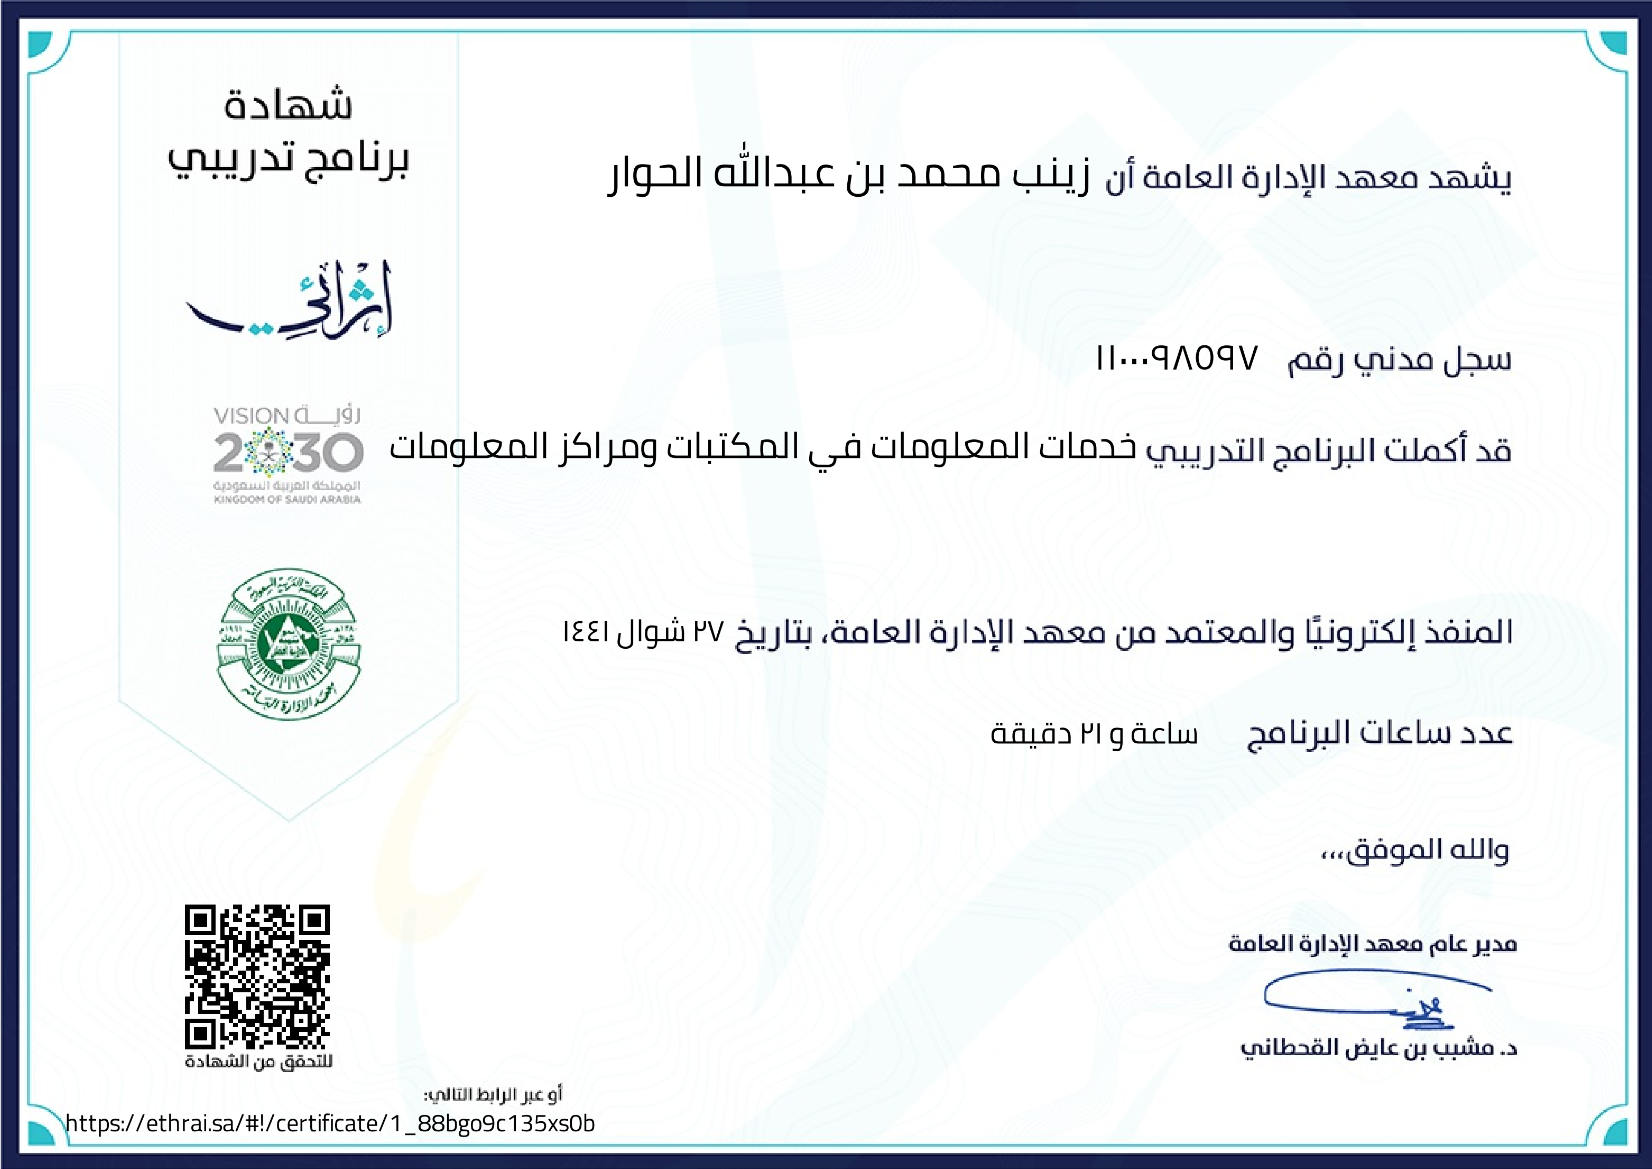 شهادة
برنامج تدريبي
إثرائي
VISION رؤيــة
2030
المملكة العربية السعودية
KINGDOM OF SAUDI ARABIA
المملكة العربية السعودية
معهد الإدارة العامة
يشهد معهد الإدارة العامة أن زينب محمد بن عبدالله الحوار
سجل مدني رقم ١١٠٠٠٩٨٥٩٧
قد أكملت البرنامج التدريبي خدمات المعلومات في المكتبات ومراكز المعلومات
المنفذ إلكترونيًا والمعتمد من معهد الإدارة العامة، بتاريخ ٢٧ شوال ١٤٤١
عدد ساعات البرنامج ساعة و ٢١ دقيقة
والله الموفق،،،
مدير عام معهد الإدارة العامة
د. مشبب بن عايض القحطاني
للتحقق من الشهادة
أو عبر الرابط التالي:
https://ethrai.sa/#!/certificate/1_88bgo9c135xs0b